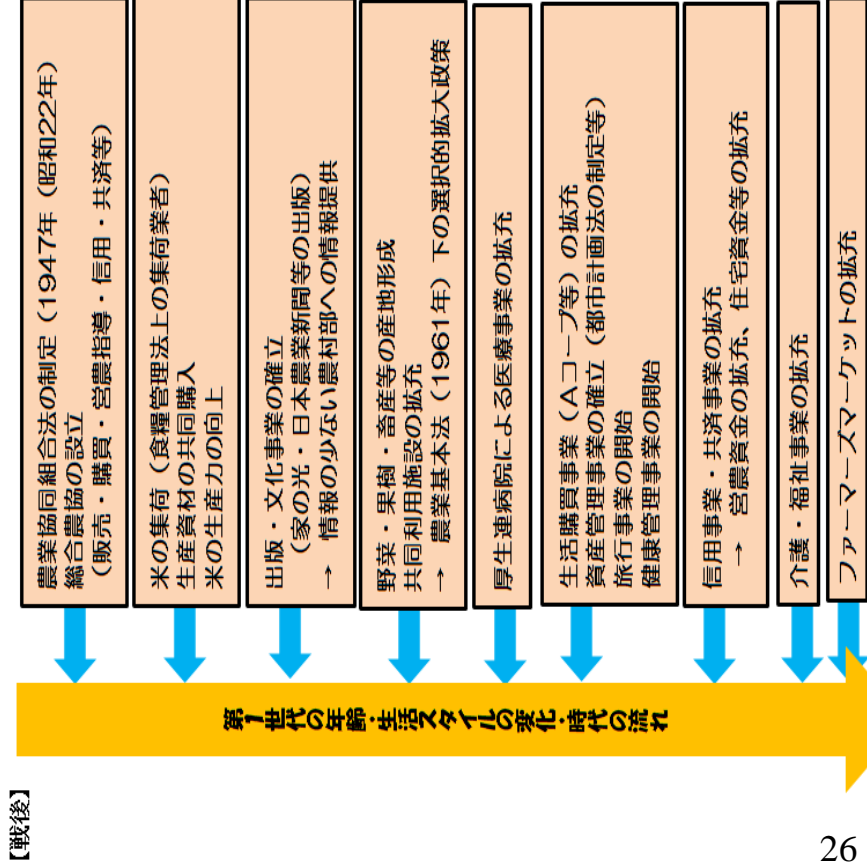 【戦後】
第1世代の年齢・生活スタイルの変化・時代の流れ
農業協同組合法の制定（1947年（昭和22年）
総合農協の設立
（販売・購買・営農指導・信用・共済等）
米の集荷（食糧管理法上の集荷業者）
生産資材の共同購入
米の生産力の向上
出版・文化事業の確立
（家の光・日本農業新聞等の出版）
→ 情報の少ない農村部への情報提供
野菜・果樹・畜産等の産地形成
共同利用施設の拡充
→ 農業基本法（1961年）下の選択的拡大政策
厚生連病院による医療事業の拡充
生活購買事業（Aコープ等）の拡充
資産管理事業の確立（都市計画法の制定等）
旅行事業の開始
健康管理事業の開始
信用事業・共済事業の拡充
→ 営農資金の拡充、住宅資金等の拡充
介護・福祉事業の拡充
ファーマーズマーケットの拡充
26